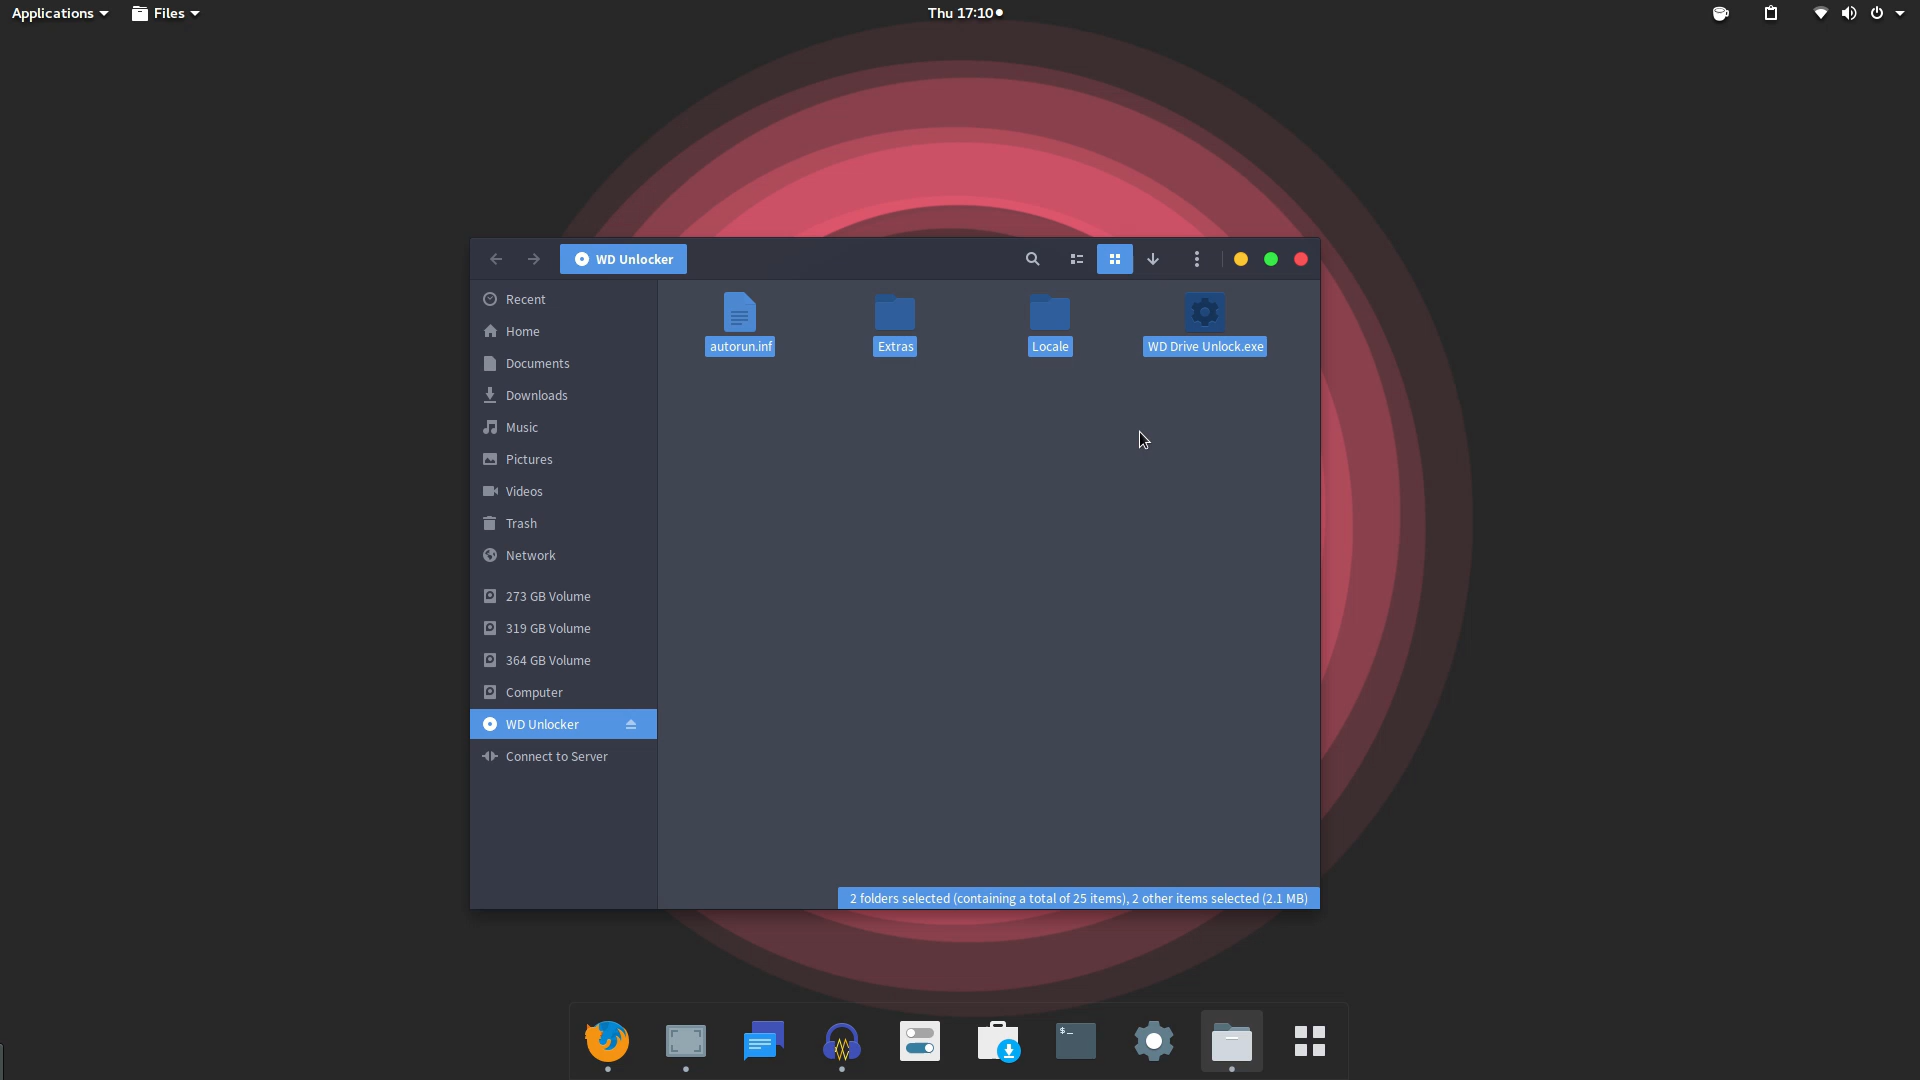 Applications
Files
Thu 17:10
WD Unlocker
Recent
Home
Documents
Downloads
Music
Pictures
Videos
Trash
Network
273 GB Volume
319 GB Volume
364 GB Volume
Computer
WD Unlocker
Connect to Server
autorun.inf
Extras
Locale
WD Drive Unlock.exe
2 folders selected (containing a total of 25 items), 2 other items selected (2.1 MB)
$_